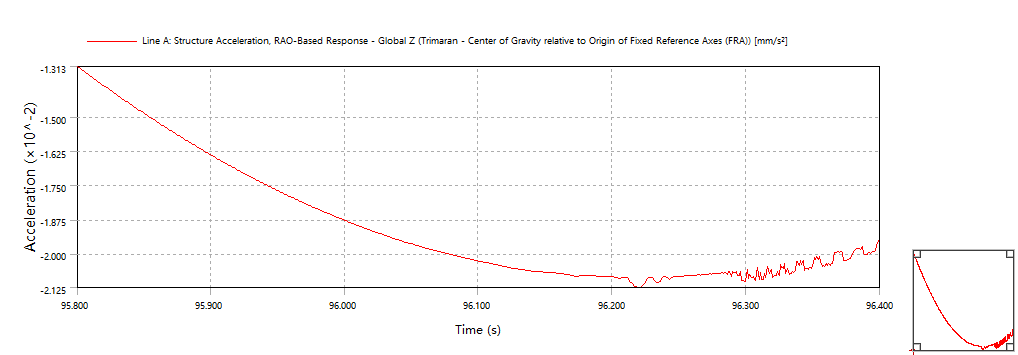 Line A: Structure Acceleration, RAO-Based Response - Global Z (Trimaran - Center of Gravity relative to Origin of Fixed Reference Axes (FRA)) [mm/s²]
Acceleration (×10^-2)
-1.313
-1.500
-1.625
-1.750
-1.875
-2.000
-2.125
95.800 95.900 96.000 96.100 96.200 96.300 96.400
Time (s)